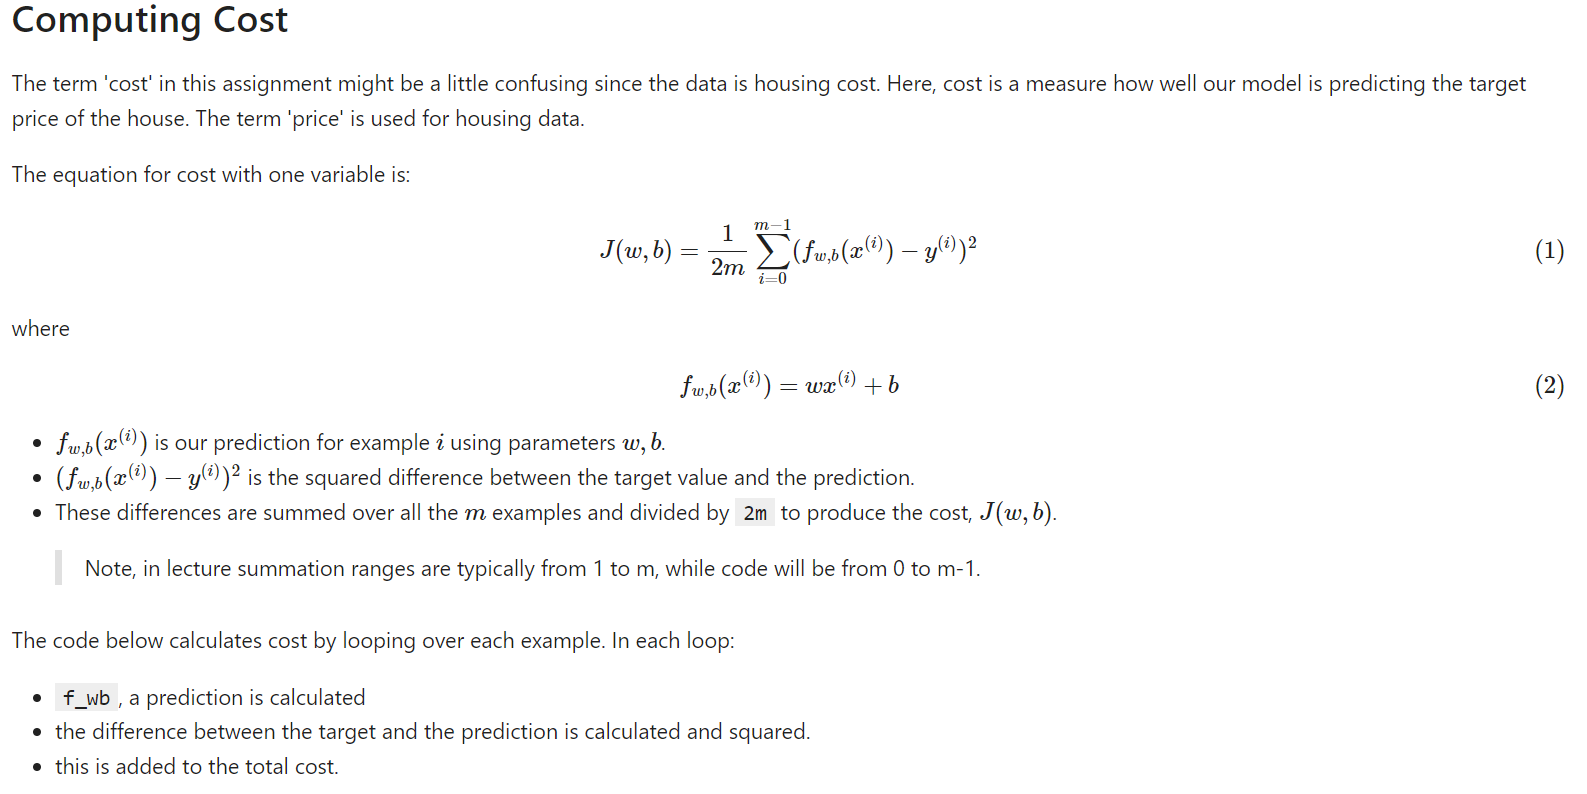 Computing Cost
The term 'cost' in this assignment might be a little confusing since the data is housing cost. Here, cost is a measure how well our model is predicting the target
price of the house. The term 'price' is used for housing data.
The equation for cost with one variable is:
J(w, b) = \frac{1}{2m} \sum_{i=0}^{m-1} (f_{w,b}(x^{(i)}) − y^{(i)})^2 (1)
where
f_{w,b}(x^{(i)}) = wx^{(i)} + b (2)
• f_{w,b}(x^{(i)}) is our prediction for example i using parameters w, b.
• (f_{w,b}(x^{(i)}) − y^{(i)})^2 is the squared difference between the target value and the prediction.
• These differences are summed over all the m examples and divided by 2m to produce the cost, J(w, b).
Note, in lecture summation ranges are typically from 1 to m, while code will be from 0 to m-1.
The code below calculates cost by looping over each example. In each loop:
• f_wb , a prediction is calculated
• the difference between the target and the prediction is calculated and squared.
• this is added to the total cost.